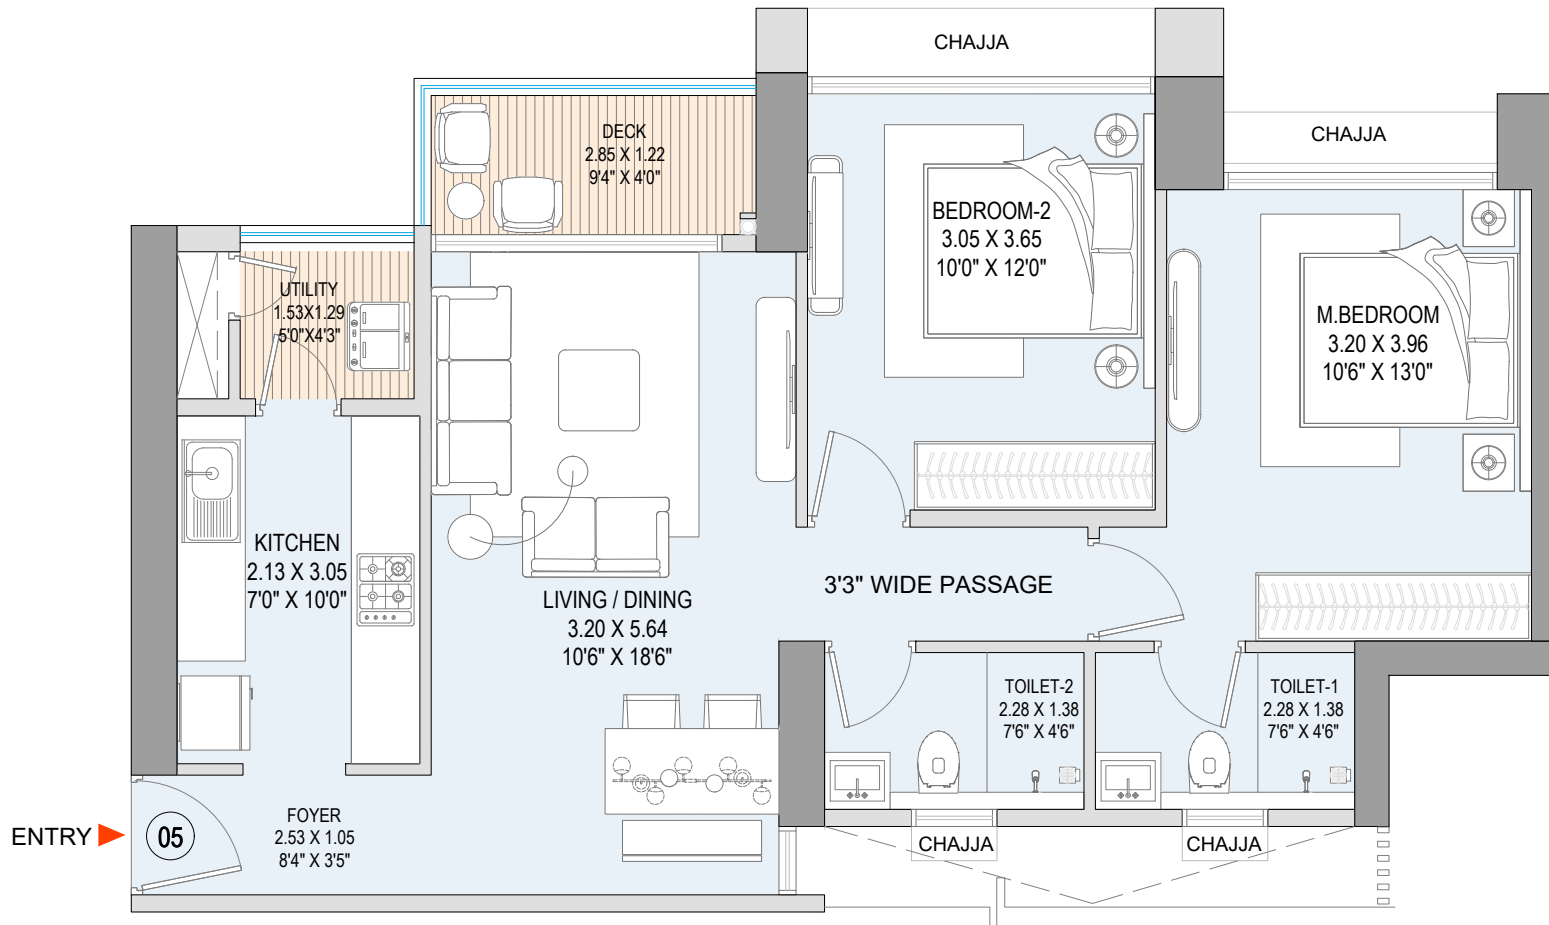 CHAJJA
CHAJJA
DECK
2.85 X 1.22
9'4" X 4'0"
BEDROOM-2
3.05 X 3.65
10'0" X 12'0"
UTILITY
1.53X1.29
5'0"X4'3"
M.BEDROOM
3.20 X 3.96
10'6" X 13'0"
KITCHEN
2.13 X 3.05
7'0" X 10'0"
LIVING / DINING
3.20 X 5.64
10'6" X 18'6"
3'3" WIDE PASSAGE
TOILET-2
2.28 X 1.38
7'6" X 4'6"
TOILET-1
2.28 X 1.38
7'6" X 4'6"
ENTRY
05
FOYER
2.53 X 1.05
8'4" X 3'5"
CHAJJA
CHAJJA